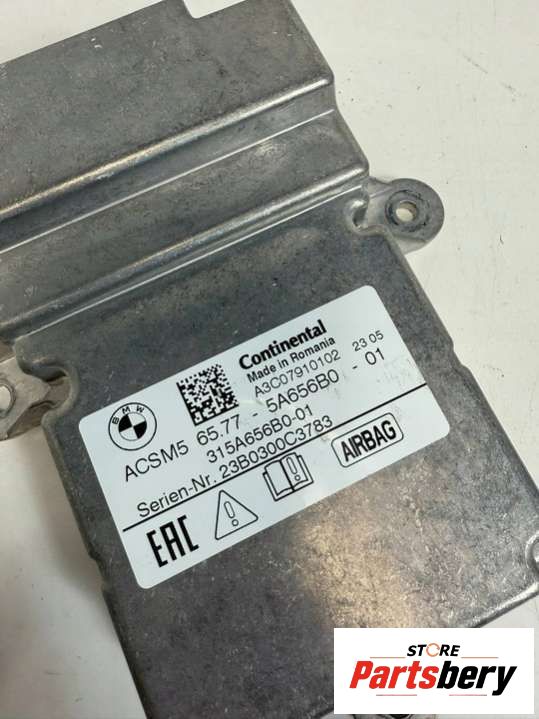 Continental
Made in Romania
A3C07910102 23 05
BMW
ACSM5 65.77 - 5A656B0 - 01
315A656B0-01
Serien-Nr. 23B0300C3783
AIRBAG
EAC
STORE
Partsbery